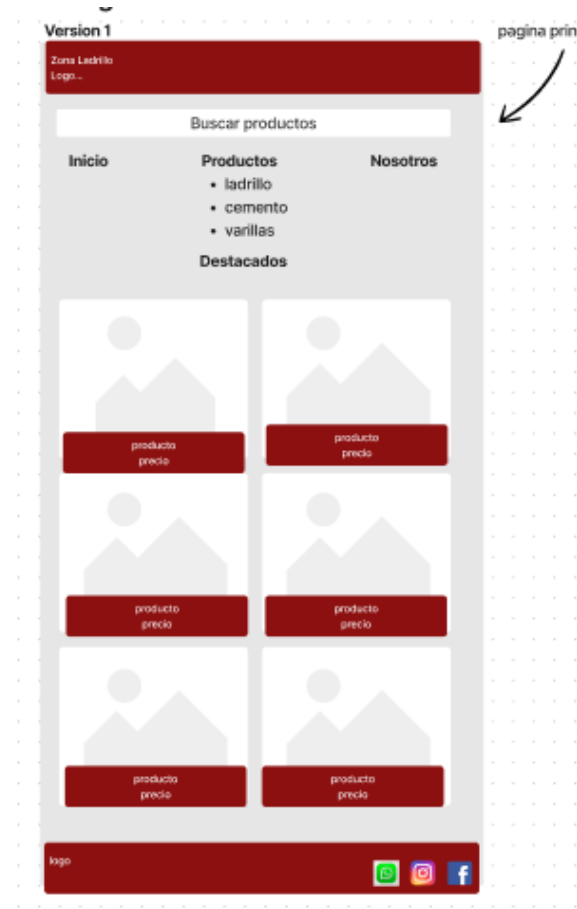 Version 1
pagina prin
Zona Ladrillo
Logo...
Buscar productos
Inicio
Productos
Nosotros
• ladrillo
• cemento
• varillas
Destacados
producto
precio
producto
precio
producto
precio
producto
precio
producto
precio
producto
precio
logo